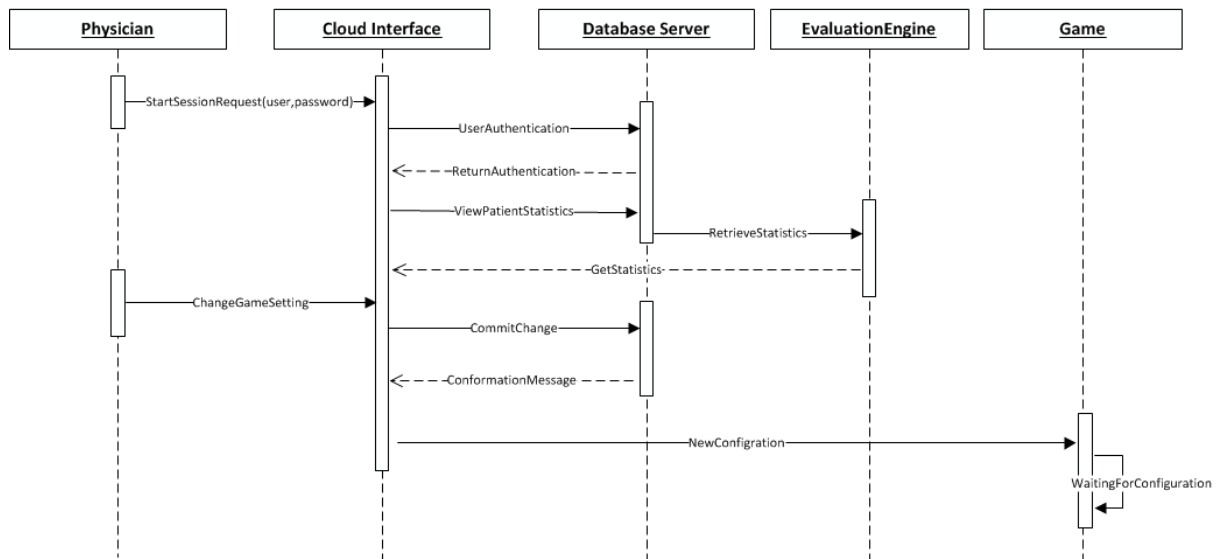 Physician
Cloud Interface
Database Server
EvaluationEngine
Game
StartSessionRequest(user,password)
UserAuthentication
ReturnAuthentication
ViewPatientStatistics
RetrieveStatistics
GetStatistics
ChangeGameSetting
CommitChange
ConformationMessage
NewConfigration
WaitingForConfiguration